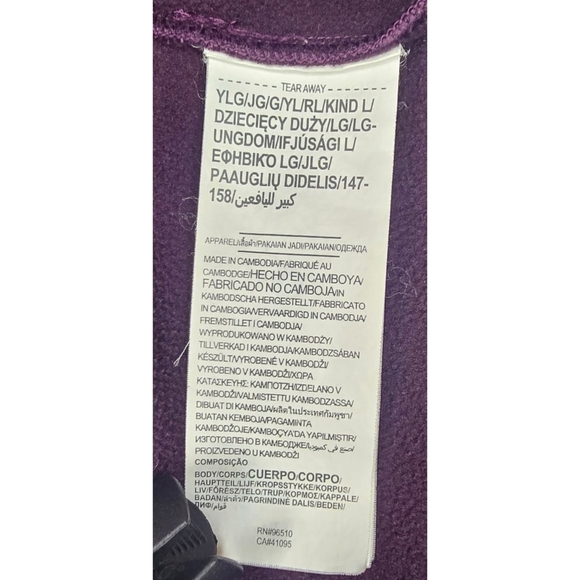 TEAR AWAY
YLG/JG/G/YL/RL/KIND L/
DZIECIĘCY DUŻY/LG/LG-
UNGDOM/IFJÚSÁGI L/
ΕΦΗΒΙΚΌ LG/JLG/
PAAUGLIŲ DIDELIS/147-
158/كبير لليافعين
APPAREL/เสื้อผ้า/PAKAIAN JADI/PAKAIAN/ОДЕЖДА
MADE IN CAMBODIA/FABRIQUÉ AU
CAMBODGE/HECHO EN CAMBOYA/
FABRICADO NO CAMBOJA/IN
KAMBODSCHA HERGESTELLT/FABBRICATO
IN CAMBOGIA/VERVAARDIGD IN CAMBODJA/
FREMSTILLET I CAMBODJA/
WYPRODUKOWANO W KAMBODŻY/
TILLVERKAD I KAMBODJA/KAMBODZSÁBAN
KÉSZÜLT/VYROBENÉ V KAMBODŽI/
VYROBENO V KAMBODŽI/ΧΩΡΑ
ΚΑΤΑΣΚΕΥΗΣ: ΚΑΜΠΟΤΖΗ/IZDELANO V
KAMBODŽI/VALMISTETTU KAMBODZASSA/
DIBUAT DI KAMBOJA/ผลิตในประเทศกัมพูชา/
BUATAN KEMBOJA/PAGAMINTA
KAMBODŽOJE/KAMBOÇYA'DA YAPILMIŞTIR/
ИЗГОТОВЛЕНО В КАМБОДЖЕ/صنع في كمبوديا/
PROIZVEDENO U KAMBODŽI
COMPOSIÇÃO
BODY/CORPS/CUERPO/CORPO/
HAUPTTEIL/LIJF/KROPSSTYKKE/KORPUS/
LIV/FŐRÉSZ/TELO/TRUP/ΚΟΡΜΟΣ/KAPPALE/
BADAN/ลำตัว/PAGRINDINĖ DALIS/BEDEN/
ЛИФ/قوام/
RN#96510
CA#41095